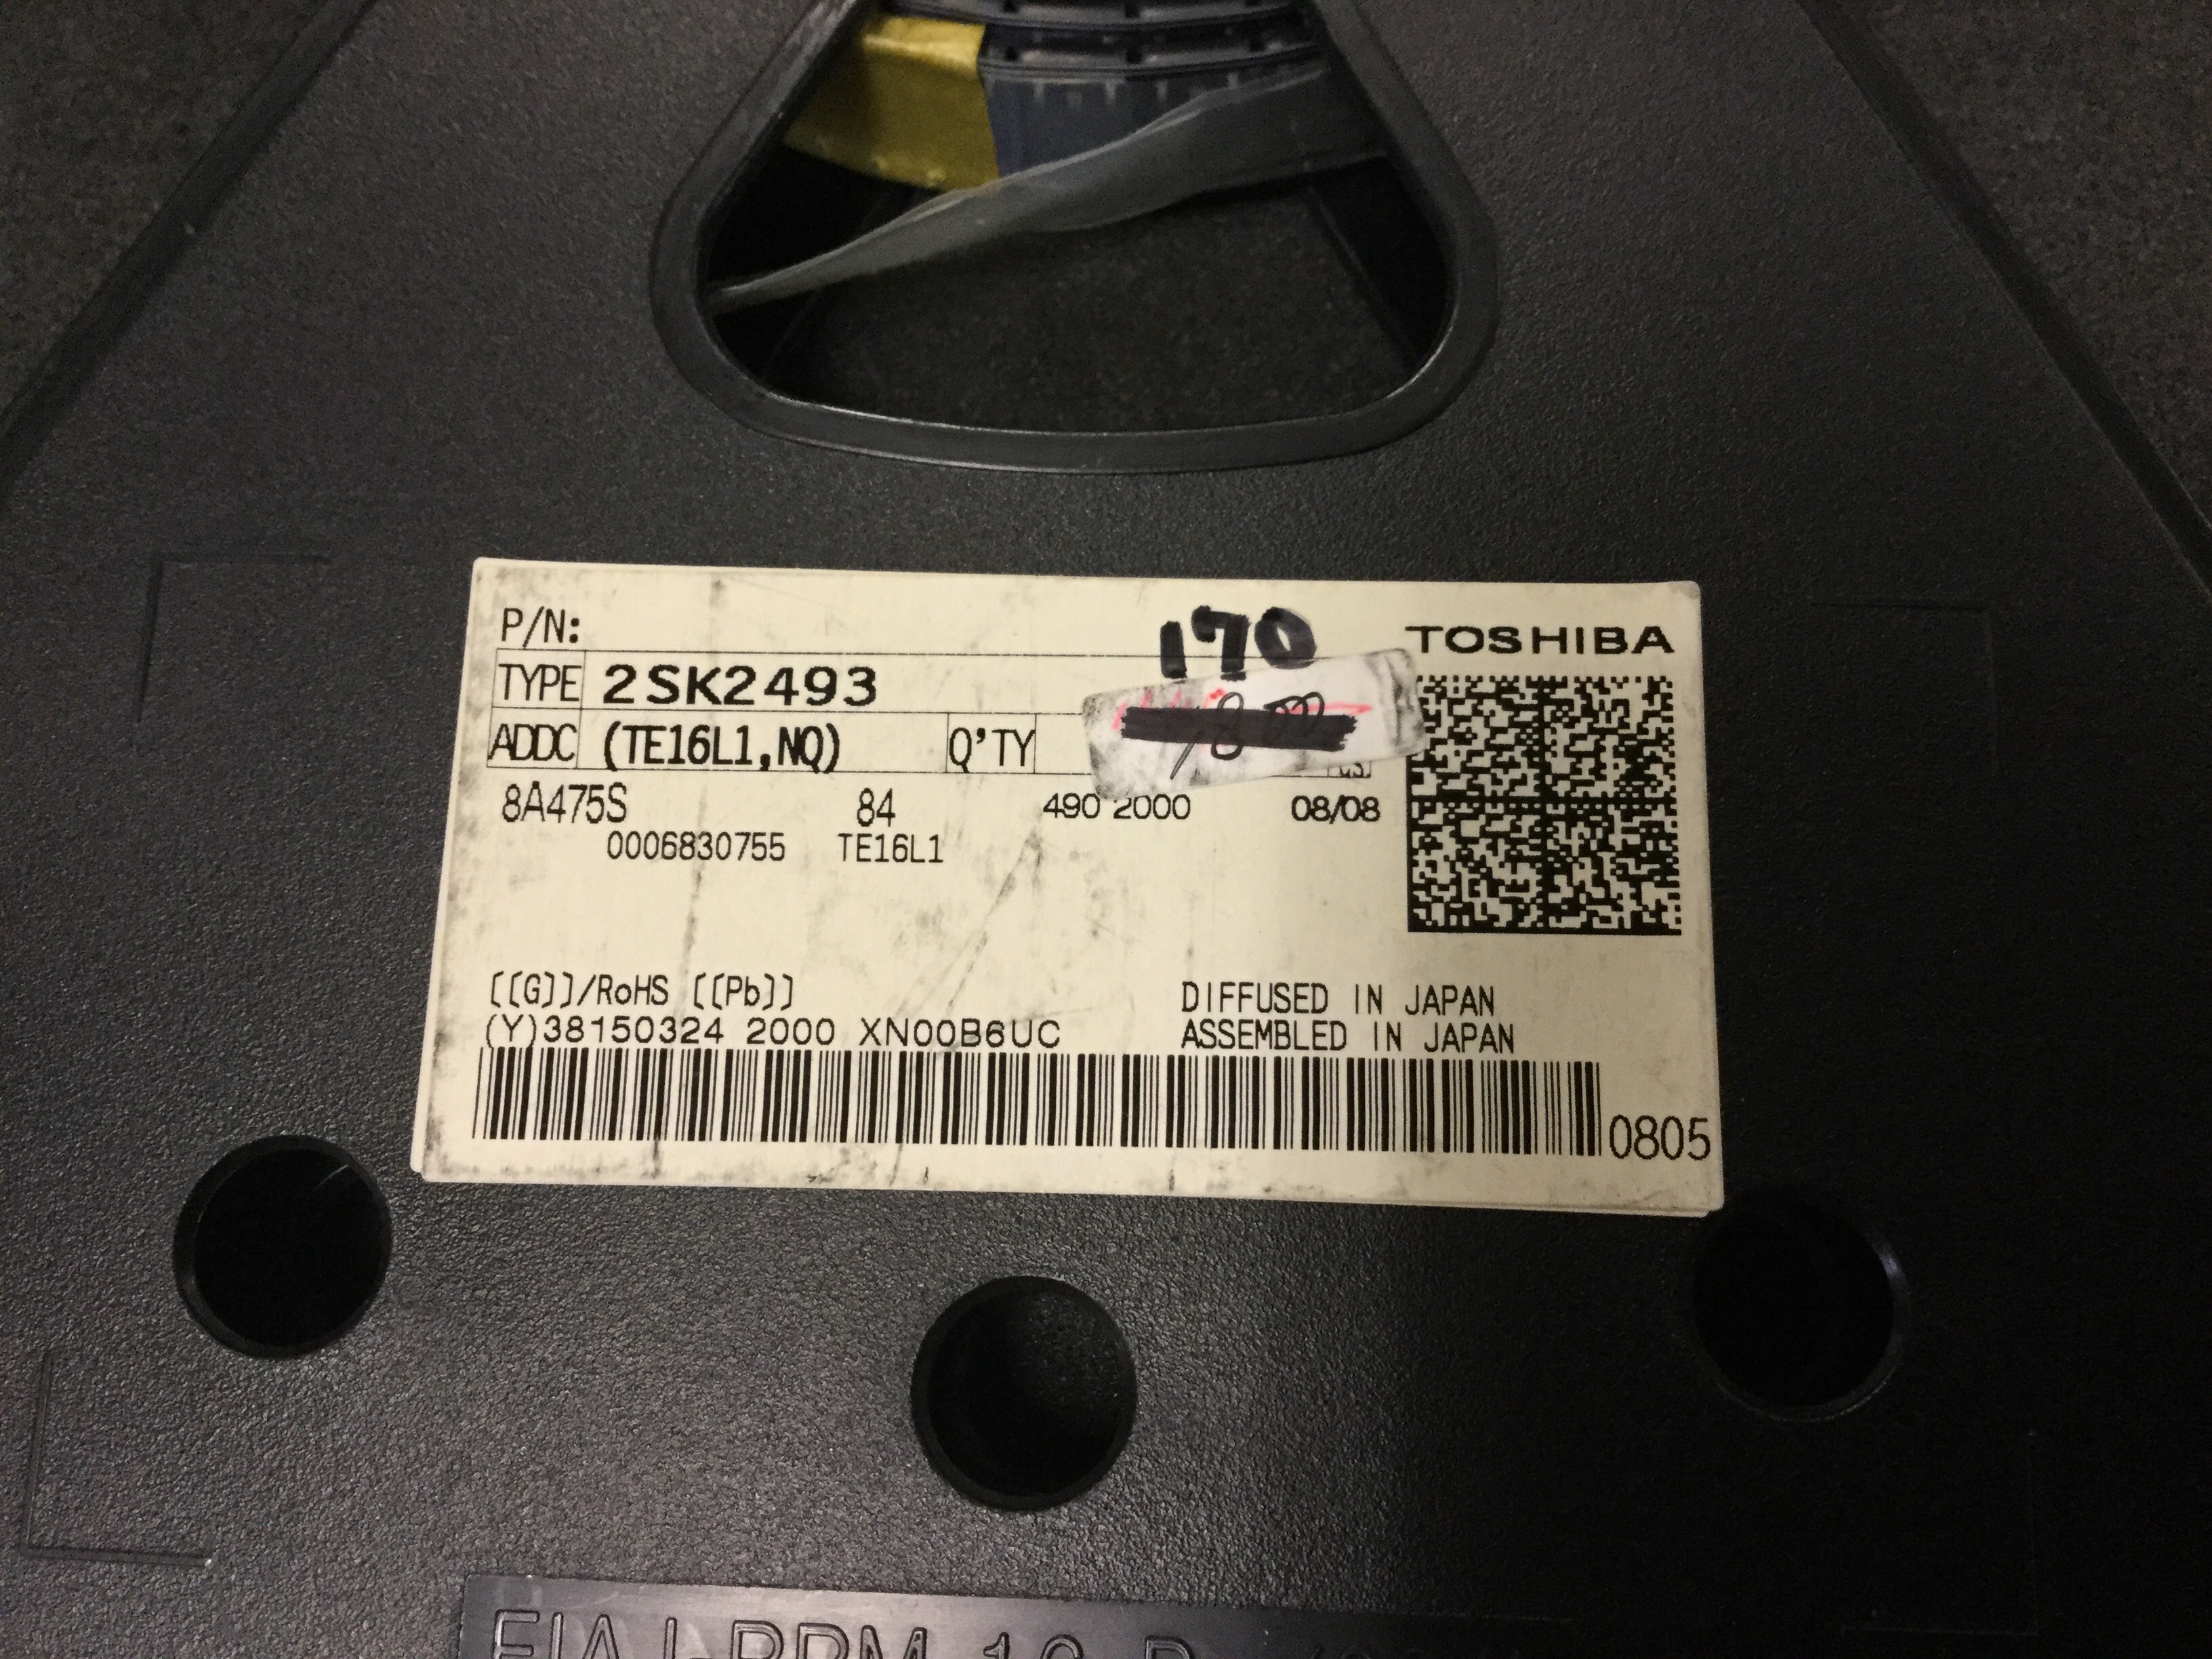 P/N:
170
TOSHIBA
TYPE 2SK2493
ADDC (TE16L1,NQ) Q'TY
8A475S 84 490 2000 08/08
0006830755 TE16L1
[[G]]/RoHS [[Pb]]
DIFFUSED IN JAPAN
(Y)38150324 2000 XN00B6UC
ASSEMBLED IN JAPAN
0805